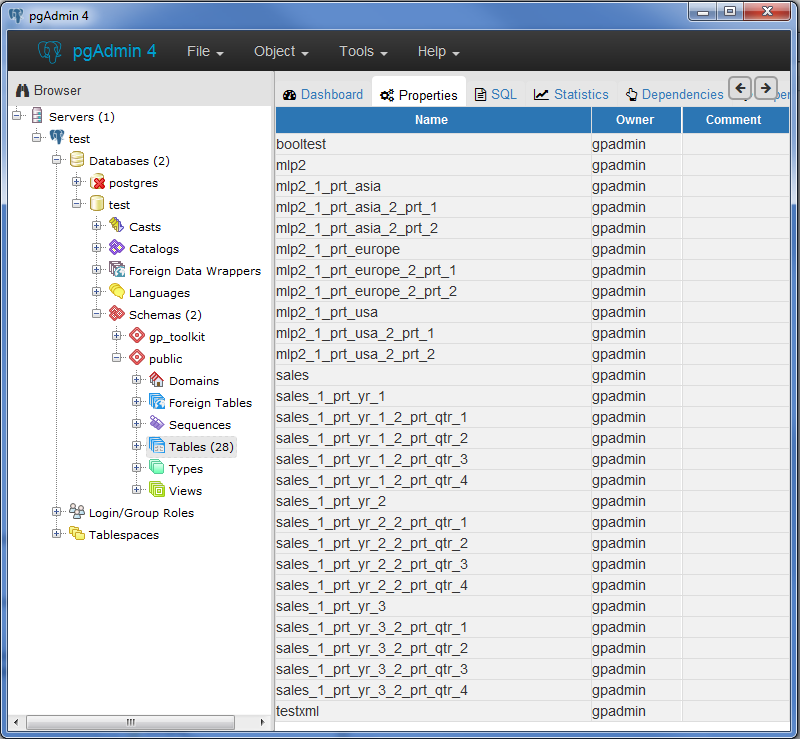 pgAdmin 4
pgAdmin 4 File Object Tools Help
Browser
Dashboard Properties SQL Statistics Dependencies
Servers (1)
test
Databases (2)
postgres
test
Casts
Catalogs
Foreign Data Wrappers
Languages
Schemas (2)
gp_toolkit
public
Domains
Foreign Tables
Sequences
Tables (28)
Types
Views
Login/Group Roles
Tablespaces
Name Owner Comment
booltest gpadmin
mlp2 gpadmin
mlp2_1_prt_asia gpadmin
mlp2_1_prt_asia_2_prt_1 gpadmin
mlp2_1_prt_asia_2_prt_2 gpadmin
mlp2_1_prt_europe gpadmin
mlp2_1_prt_europe_2_prt_1 gpadmin
mlp2_1_prt_europe_2_prt_2 gpadmin
mlp2_1_prt_usa gpadmin
mlp2_1_prt_usa_2_prt_1 gpadmin
mlp2_1_prt_usa_2_prt_2 gpadmin
sales gpadmin
sales_1_prt_yr_1 gpadmin
sales_1_prt_yr_1_2_prt_qtr_1 gpadmin
sales_1_prt_yr_1_2_prt_qtr_2 gpadmin
sales_1_prt_yr_1_2_prt_qtr_3 gpadmin
sales_1_prt_yr_1_2_prt_qtr_4 gpadmin
sales_1_prt_yr_2 gpadmin
sales_1_prt_yr_2_2_prt_qtr_1 gpadmin
sales_1_prt_yr_2_2_prt_qtr_2 gpadmin
sales_1_prt_yr_2_2_prt_qtr_3 gpadmin
sales_1_prt_yr_2_2_prt_qtr_4 gpadmin
sales_1_prt_yr_3 gpadmin
sales_1_prt_yr_3_2_prt_qtr_1 gpadmin
sales_1_prt_yr_3_2_prt_qtr_2 gpadmin
sales_1_prt_yr_3_2_prt_qtr_3 gpadmin
sales_1_prt_yr_3_2_prt_qtr_4 gpadmin
testxml gpadmin